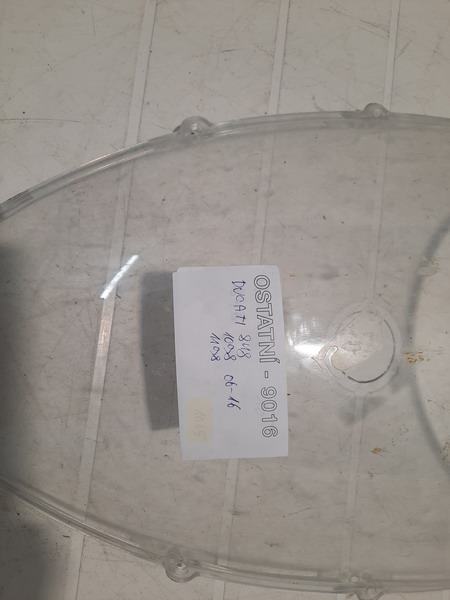 OSTATNÍ - 9016
DUCATI 848
1098 06-16
1198